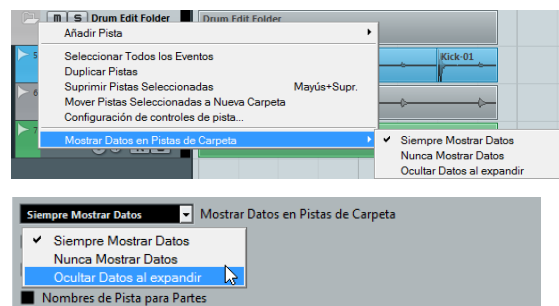 m S Drum Edit Folder Drum Edit Folder
Añadir Pista
5 Kick-01
Seleccionar Todos los Eventos
Duplicar Pistas
Suprimir Pistas Seleccionadas Mayús+Supr.
6
Mover Pistas Seleccionadas a Nueva Carpeta
Configuración de controles de pista...
7
Mostrar Datos en Pistas de Carpeta
Siempre Mostrar Datos
Nunca Mostrar Datos
Ocultar Datos al expandir
Siempre Mostrar Datos Mostrar Datos en Pistas de Carpeta
Siempre Mostrar Datos
Nunca Mostrar Datos
Ocultar Datos al expandir
Nombres de Pista para Partes